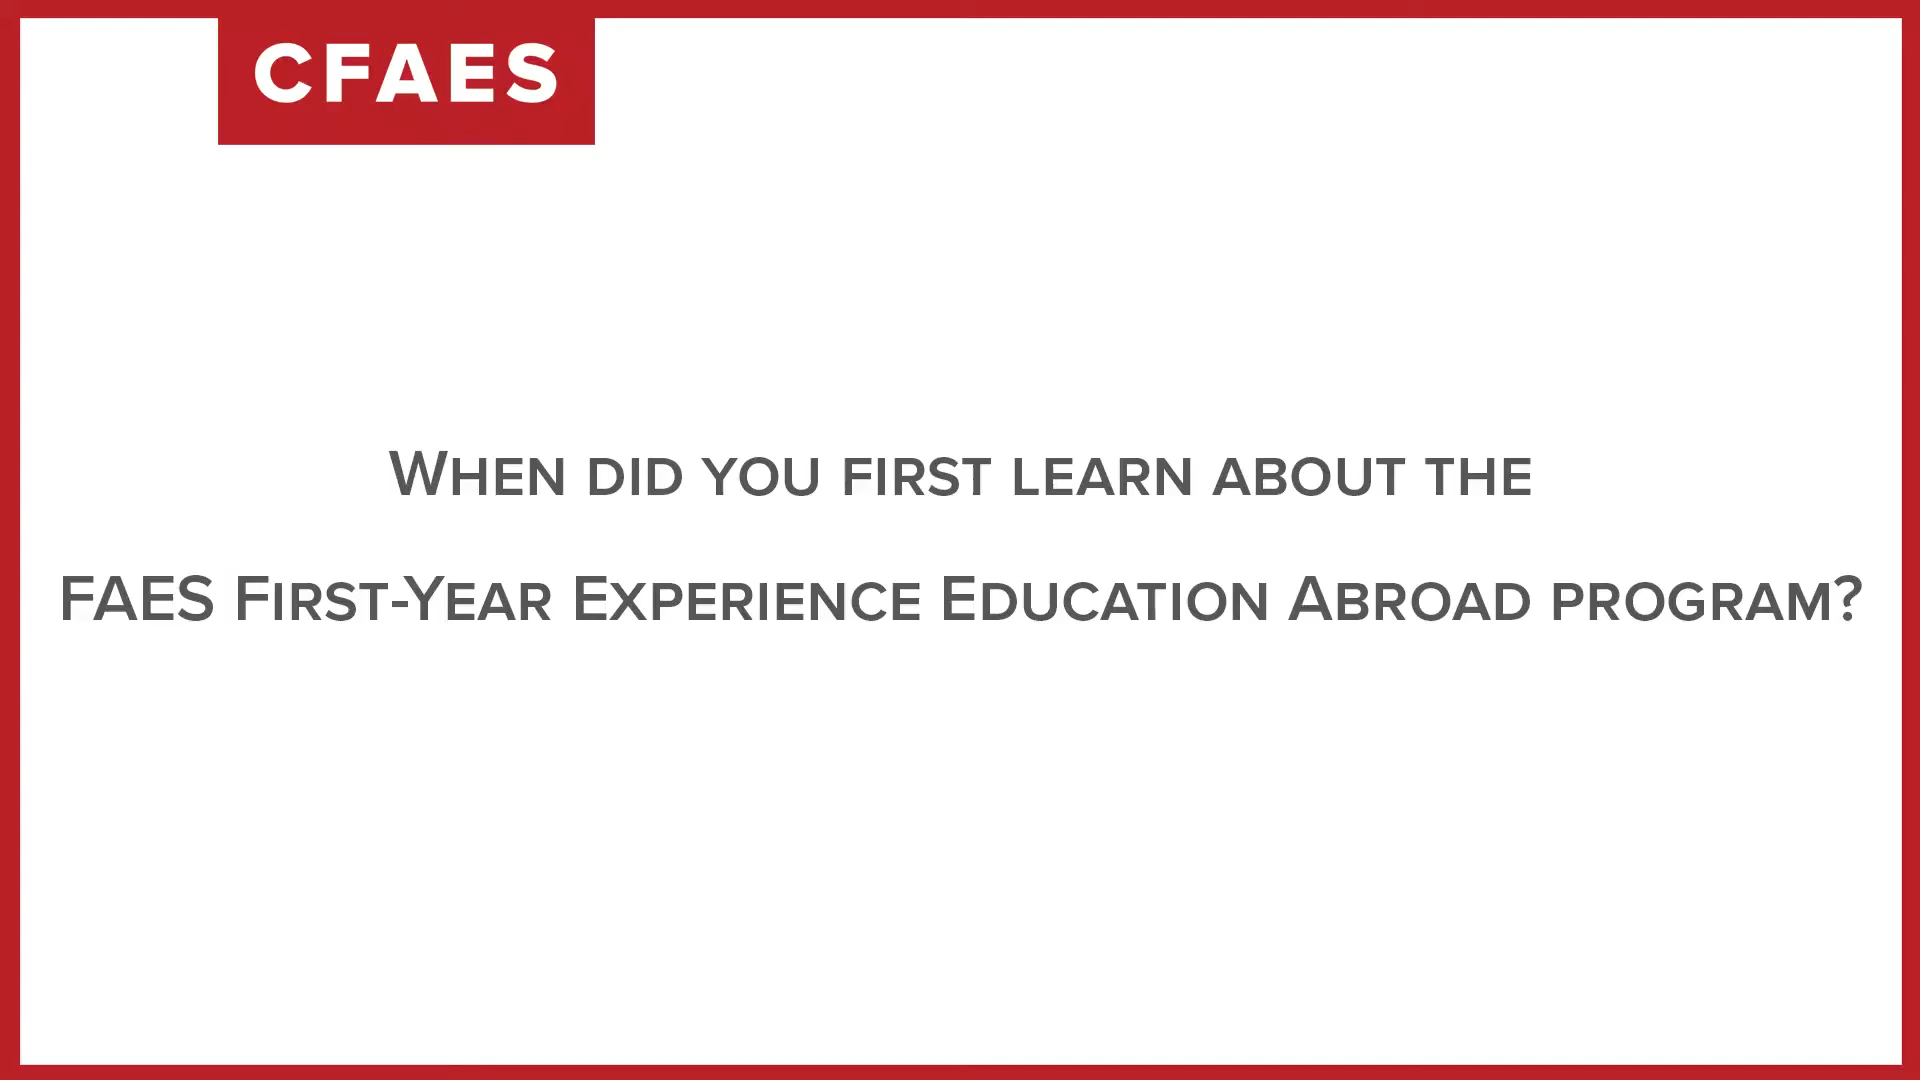 CFAES
When did you first learn about the
FAES First-Year Experience Education Abroad program?